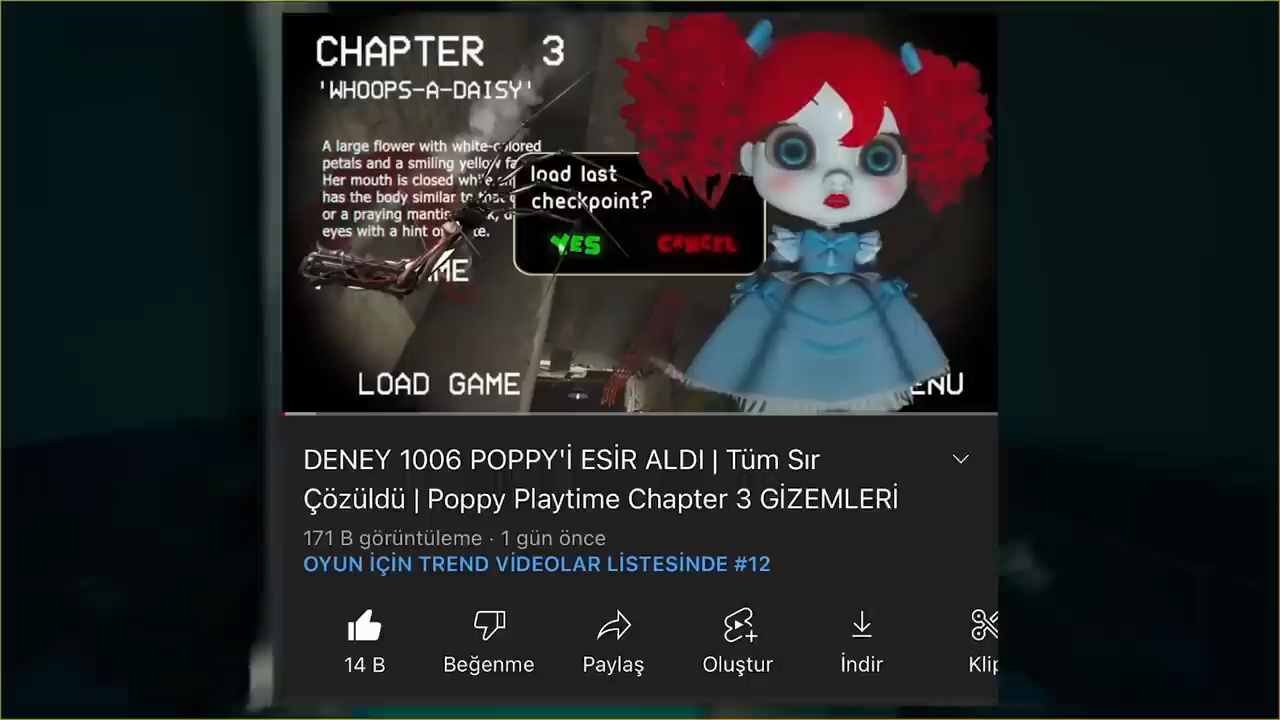 CHAPTER 3
'WHOOPS-A-DAISY'
A large flower with white-colored
petals and a smiling yellow
Her mouth is closed
has the body similar to
or a praying mantis
eyes with a hint
load last
checkpoint?
YES CANCEL
LOAD GAME
DENEY 1006 POPPY'İ ESİR ALDI | Tüm Sır
Çözüldü | Poppy Playtime Chapter 3 GİZEMLERİ
171 B görüntüleme · 1 gün önce
OYUN İÇİN TREND VİDEOLAR LİSTESİNDE #12
14 B Beğenme Paylaş Oluştur İndir Klip